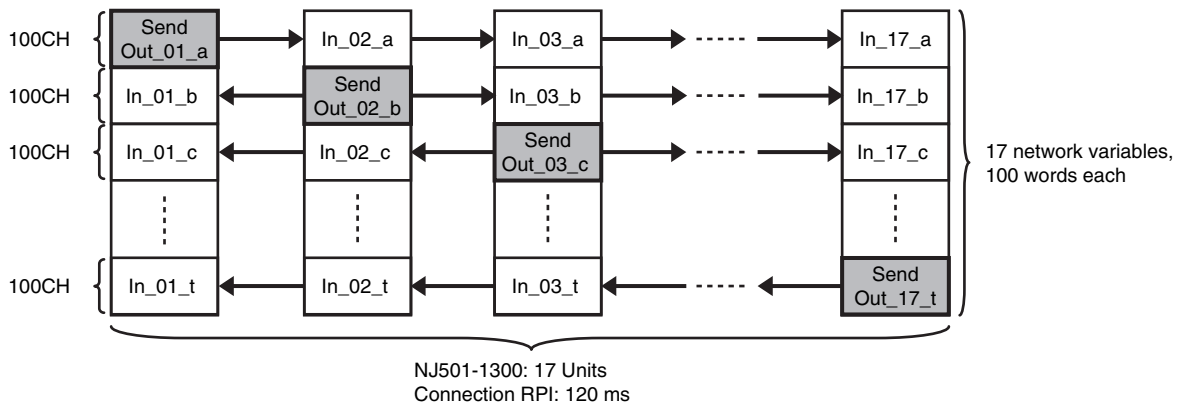 100CH
Send
Out_01_a
In_02_a
In_03_a
In_17_a
100CH
In_01_b
Send
Out_02_b
In_03_b
In_17_b
100CH
In_01_c
In_02_c
Send
Out_03_c
In_17_c
17 network variables,
100 words each
100CH
In_01_t
In_02_t
In_03_t
Send
Out_17_t
NJ501-1300: 17 Units
Connection RPI: 120 ms